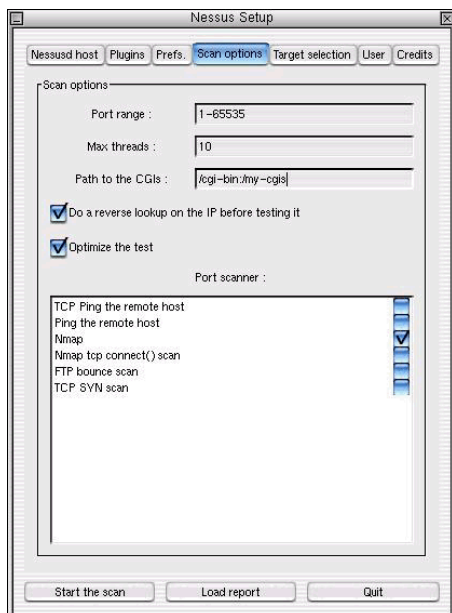 Nessus Setup
Nessusd host Plugins Prefs. Scan options Target selection User Credits
Scan options
Port range : 1-65535
Max threads : 10
Path to the CGIs : /cgi-bin:/my-cgis
Do a reverse lookup on the IP before testing it
Optimize the test
Port scanner :
TCP Ping the remote host
Ping the remote host
Nmap
Nmap tcp connect() scan
FTP bounce scan
TCP SYN scan
Start the scan Load report Quit